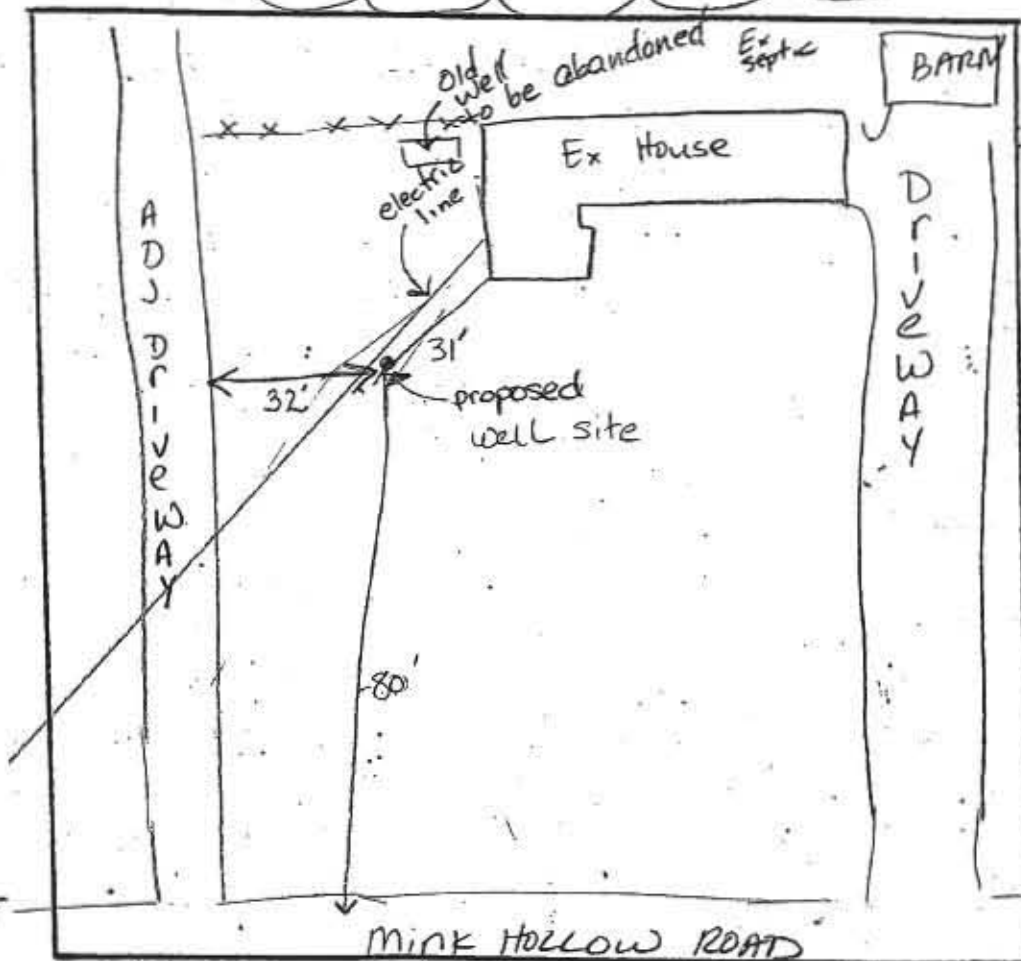 Old
well
to be abandoned
Ex
septic
BARN
Ex House
electric
line
ADJ DriveWAY
DriveWAY
31'
32'
proposed
well site
80'
MINK HOLLOW ROAD